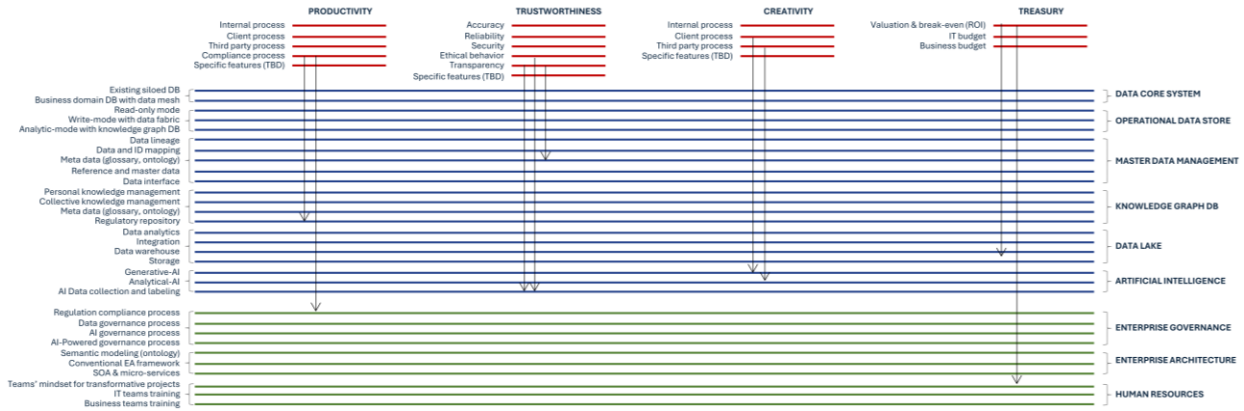 PRODUCTIVITY
Internal process
Client process
Third party process
Compliance process
Specific features (TBD)
TRUSTWORTHINESS
Accuracy
Reliability
Security
Ethical behavior
Transparency
Specific features (TBD)
CREATIVITY
Internal process
Client process
Third party process
Specific features (TBD)
TREASURY
Valuation & break-even (ROI)
IT budget
Business budget
Existing siloed DB
Business domain DB with data mesh
DATA CORE SYSTEM
Read-only mode
Write-mode with data fabric
Analytic-mode with knowledge graph DB
OPERATIONAL DATA STORE
Data lineage
Data and ID mapping
Meta data (glossary, ontology)
Reference and master data
Data interface
MASTER DATA MANAGEMENT
Personal knowledge management
Collective knowledge management
Meta data (glossary, ontology)
Regulatory repository
KNOWLEDGE GRAPH DB
Data analytics
Integration
Data warehouse
Storage
DATA LAKE
Generative-AI
Analytical-AI
AI Data collection and labeling
ARTIFICIAL INTELLIGENCE
Regulation compliance process
Data governance process
AI governance process
AI-Powered governance process
ENTERPRISE GOVERNANCE
Semantic modeling (ontology)
Conventional EA framework
SOA & micro-services
ENTERPRISE ARCHITECTURE
Teams' mindset for transformative projects
IT teams training
Business teams training
HUMAN RESOURCES